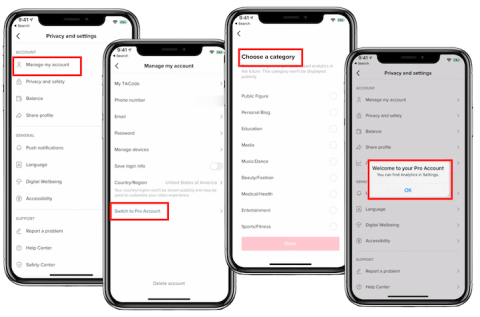 9:41
Search
Privacy and settings
ACCOUNT
Manage my account
Privacy and safety
Balance
Share profile
GENERAL
Push notifications
Language
Digital Wellbeing
Accessibility
SUPPORT
Report a problem
Help Center
Safety Center
9:41
Search
Manage my account
My TikCode
Phone number
Email
Password
Manage devices
Save login info
Country/Region United States of America
Switch to Pro Account
Delete account
9:41
Search
Choose a category
Public Figure
Personal Blog
Education
Media
Music/Dance
Beauty/Fashion
Medical/Health
Entertainment
Sports/Fitness
9:41
Search
Privacy and settings
ACCOUNT
Manage my account
Privacy and safety
Balance
Share profile
Welcome to your Pro Account
You can find Analytics in Settings.
OK
Language
Digital Wellbeing
Accessibility
SUPPORT
Report a problem
Help Center